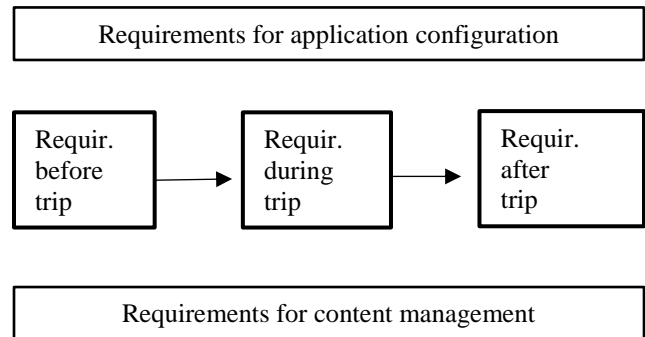 Requirements for application configuration
Requir.
before
trip
Requir.
during
trip
Requir.
after
trip
Requirements for content management